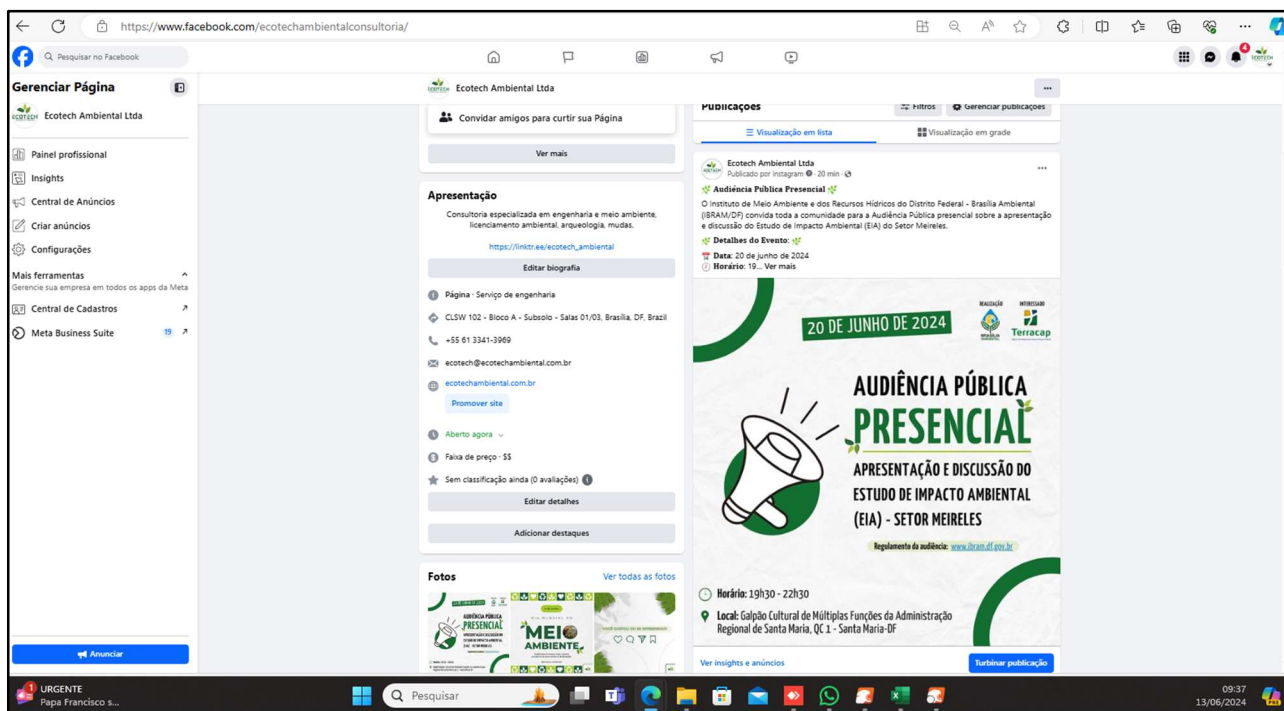 https://www.facebook.com/ecotechambientalconsultoria/
Pesquisar no Facebook
4
Gerenciar Página
Ecotech Ambiental Ltda
Painel profissional
Insights
Central de Anúncios
Criar anúncios
Configurações
Mais ferramentas
Gerencie sua empresa em todos os apps da Meta
Central de Cadastros
Meta Business Suite
19
Anunciar
Ecotech Ambiental Ltda
Convidar amigos para curtir sua Página
Ver mais
Apresentação
Consultoria especializada em engenharia e meio ambiente,
licenciamento ambiental, arqueologia, mudas.
https://linktr.ee/ecotech_ambiental
Editar biografia
Página · Serviço de engenharia
CLSW 102 - Bloco A - Subsolo - Salas 01/03, Brasília, DF, Brazil
+55 61 3341-3969
ecotech@ecotechambiental.com.br
ecotechambiental.com.br
Promover site
Aberto agora
Faixa de preço · $$
Sem classificação ainda (0 avaliações)
Editar detalhes
Adicionar destaques
Fotos
Ver todas as fotos
AUDIÊNCIA PÚBLICA
PRESENCIAL
MEIO
AMBIENTE
Publicações
Filtros
Gerenciar publicações
Visualização em lista
Visualização em grade
Ecotech Ambiental Ltda
Publicado por Instagram · 20 min ·
Audiência Pública Presencial
O Instituto de Meio Ambiente e dos Recursos Hídricos do Distrito Federal - Brasília Ambiental
(IBRAM/DF) convida toda a comunidade para a Audiência Pública presencial sobre a apresentação
e discussão do Estudo de Impacto Ambiental (EIA) do Setor Meireles.
Detalhes do Evento:
Data: 20 de junho de 2024
Horário: 19... Ver mais
20 DE JUNHO DE 2024
REALIZAÇÃO
INTERESSADO
BRASÍLIA
AMBIENTAL
Terracap
AUDIÊNCIA PÚBLICA
PRESENCIAL
APRESENTAÇÃO E DISCUSSÃO DO
ESTUDO DE IMPACTO AMBIENTAL
(EIA) - SETOR MEIRELES
Regulamento da audiência: www.ibram.df.gov.br
Horário: 19h30 - 22h30
Local: Galpão Cultural de Múltiplas Funções da Administração
Regional de Santa Maria, QC 1 - Santa Maria-DF
Ver insights e anúncios
Turbinar publicação
1
URGENTE
Papa Francisco s...
Pesquisar
09:37
13/06/2024